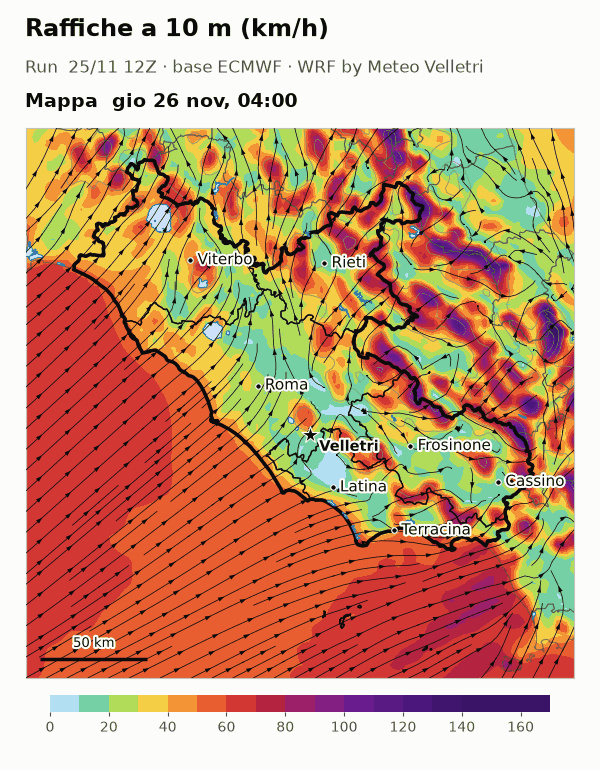 Raffiche a 10 m (km/h)
Run  25/11 12Z · base ECMWF · WRF by Meteo Velletri
Mappa  gio 26 nov, 04:00
Viterbo
Rieti
Roma
Velletri
Frosinone
Cassino
Latina
Terracina
50 km
0 20 40 60 80 100 120 140 160